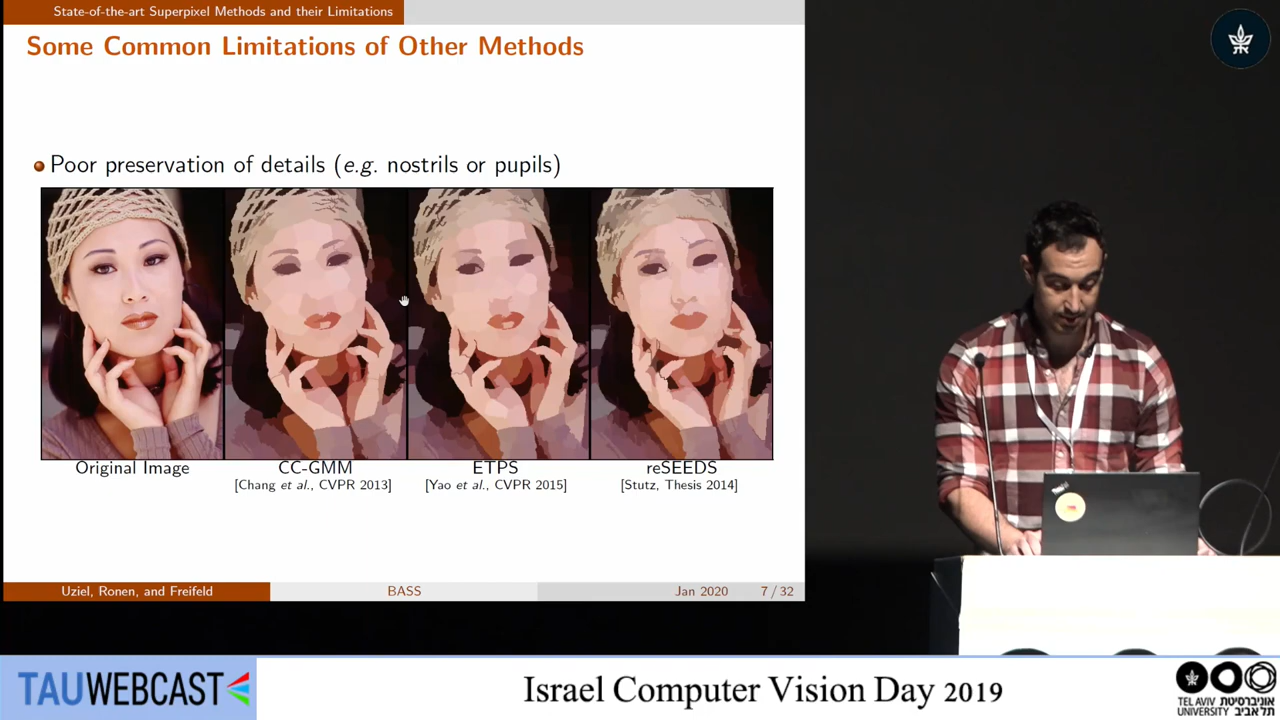 State-of-the-art Superpixel Methods and their Limitations
Some Common Limitations of Other Methods
Poor preservation of details (e.g. nostrils or pupils)
Original Image
CC-GMM
[Chang et al., CVPR 2013]
ETPS
[Yao et al., CVPR 2015]
reSEEDS
[Stutz, Thesis 2014]
Uziel, Ronen, and Freifeld
BASS
Jan 2020
7 / 32
TAUWEBCAST
Israel Computer Vision Day 2019
TEL AVIV UNIVERSITY
אוניברסיטת תל אביב